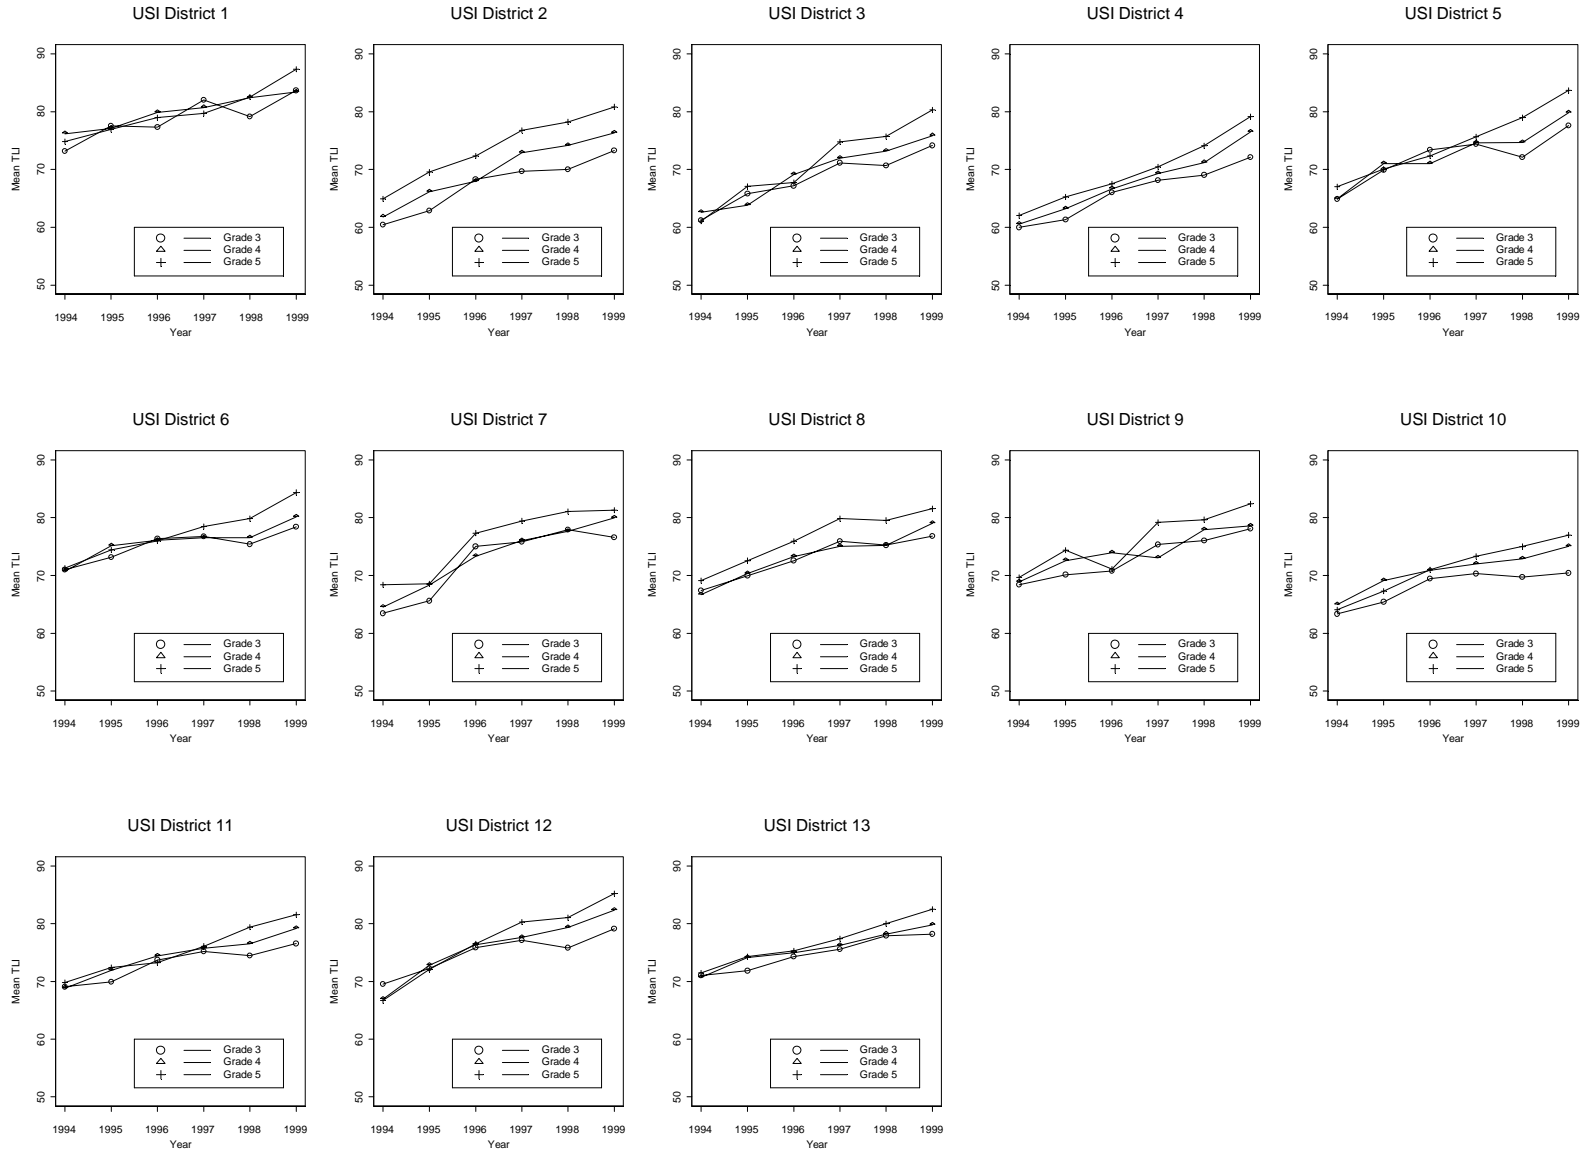 USI District 1
90
80
70
60
50
Mean TLI
Grade 3
Grade 4
Grade 5
1994 1995 1996 1997 1998 1999
Year
USI District 2
90
80
70
60
50
Mean TLI
Grade 3
Grade 4
Grade 5
1994 1995 1996 1997 1998 1999
Year
USI District 3
90
80
70
60
50
Mean TLI
Grade 3
Grade 4
Grade 5
1994 1995 1996 1997 1998 1999
Year
USI District 4
90
80
70
60
50
Mean TLI
Grade 3
Grade 4
Grade 5
1994 1995 1996 1997 1998 1999
Year
USI District 5
90
80
70
60
50
Mean TLI
Grade 3
Grade 4
Grade 5
1994 1995 1996 1997 1998 1999
Year
USI District 6
90
80
70
60
50
Mean TLI
Grade 3
Grade 4
Grade 5
1994 1995 1996 1997 1998 1999
Year
USI District 7
90
80
70
60
50
Mean TLI
Grade 3
Grade 4
Grade 5
1994 1995 1996 1997 1998 1999
Year
USI District 8
90
80
70
60
50
Mean TLI
Grade 3
Grade 4
Grade 5
1994 1995 1996 1997 1998 1999
Year
USI District 9
90
80
70
60
50
Mean TLI
Grade 3
Grade 4
Grade 5
1994 1995 1996 1997 1998 1999
Year
USI District 10
90
80
70
60
50
Mean TLI
Grade 3
Grade 4
Grade 5
1994 1995 1996 1997 1998 1999
Year
USI District 11
90
80
70
60
50
Mean TLI
Grade 3
Grade 4
Grade 5
1994 1995 1996 1997 1998 1999
Year
USI District 12
90
80
70
60
50
Mean TLI
Grade 3
Grade 4
Grade 5
1994 1995 1996 1997 1998 1999
Year
USI District 13
90
80
70
60
50
Mean TLI
Grade 3
Grade 4
Grade 5
1994 1995 1996 1997 1998 1999
Year